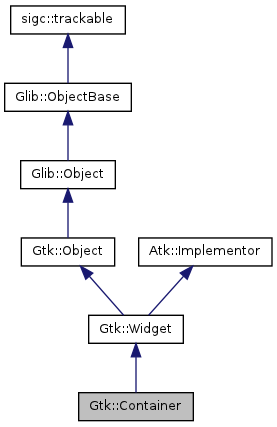 sigc::trackable
Glib::ObjectBase
Glib::Object
Gtk::Object
Atk::Implementor
Gtk::Widget
Gtk::Container